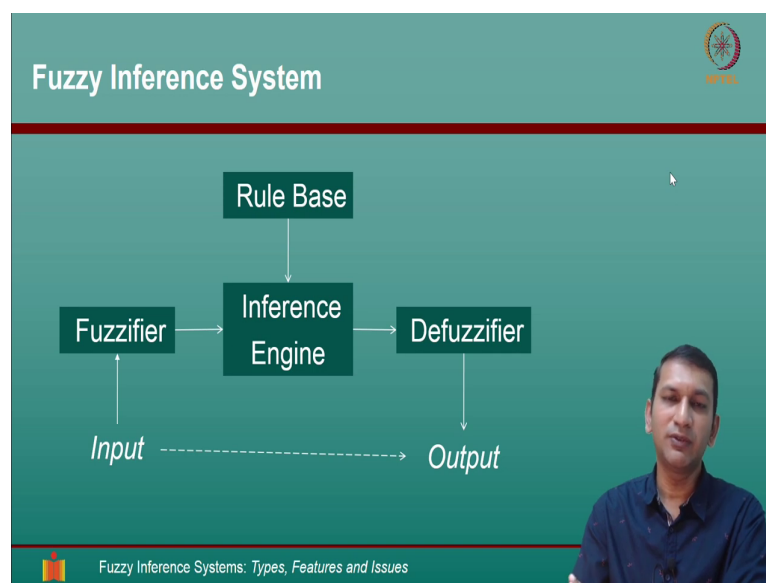 Fuzzy Inference System
NPTEL
Rule Base
Fuzzifier
Inference
Engine
Defuzzifier
Input
Output
Fuzzy Inference Systems: Types, Features and Issues